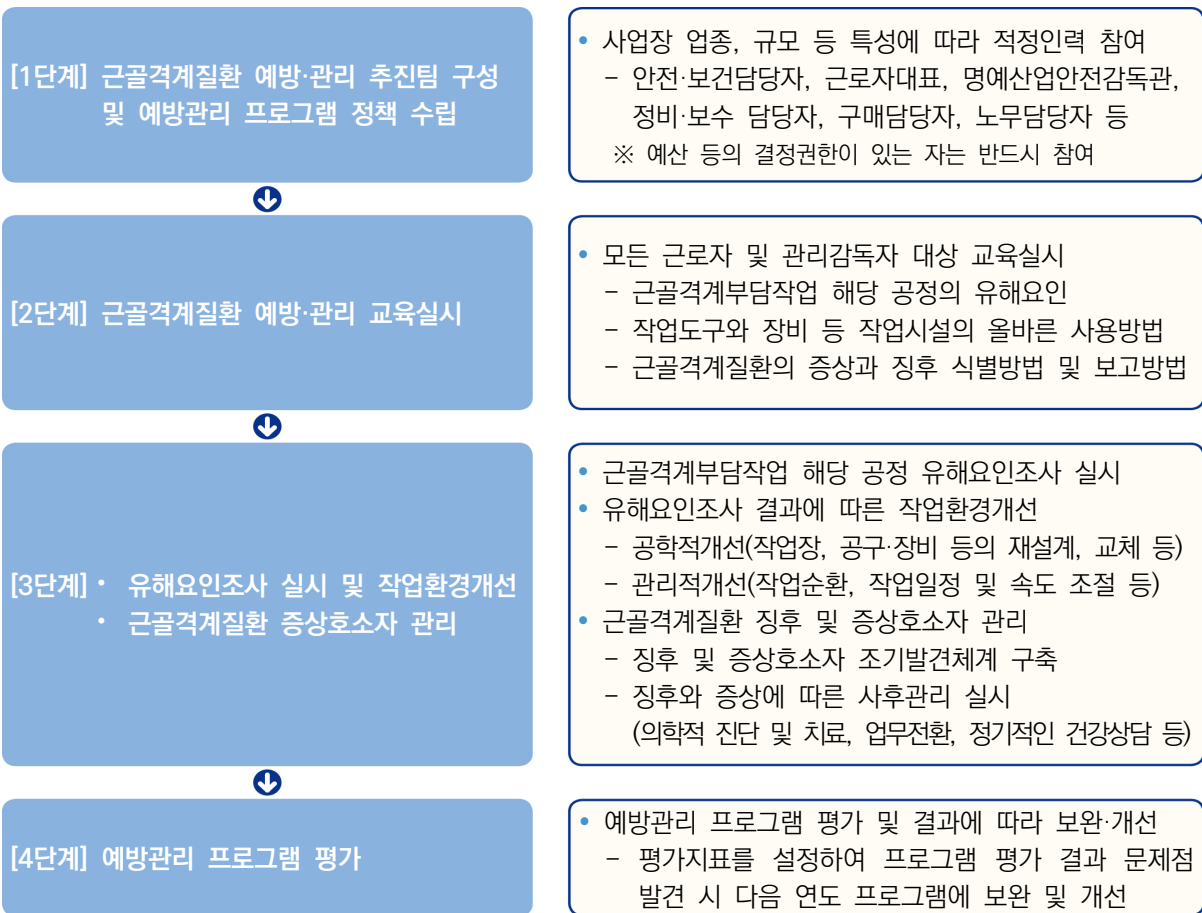 [1단계] 근골격계질환 예방·관리 추진팀 구성
및 예방관리 프로그램 정책 수립
• 사업장 업종, 규모 등 특성에 따라 적정인력 참여
- 안전·보건담당자, 근로자대표, 명예산업안전감독관,
정비·보수 담당자, 구매담당자, 노무담당자 등
※ 예산 등의 결정권한이 있는 자는 반드시 참여
[2단계] 근골격계질환 예방·관리 교육실시
• 모든 근로자 및 관리감독자 대상 교육실시
- 근골격계부담작업 해당 공정의 유해요인
- 작업도구와 장비 등 작업시설의 올바른 사용방법
- 근골격계질환의 증상과 징후 식별방법 및 보고방법
[3단계] • 유해요인조사 실시 및 작업환경개선
• 근골격계질환 증상호소자 관리
• 근골격계부담작업 해당 공정 유해요인조사 실시
• 유해요인조사 결과에 따른 작업환경개선
- 공학적개선(작업장, 공구·장비 등의 재설계, 교체 등)
- 관리적개선(작업순환, 작업일정 및 속도 조절 등)
• 근골격계질환 징후 및 증상호소자 관리
- 징후 및 증상호소자 조기발견체계 구축
- 징후와 증상에 따른 사후관리 실시
(의학적 진단 및 치료, 업무전환, 정기적인 건강상담 등)
[4단계] 예방관리 프로그램 평가
• 예방관리 프로그램 평가 및 결과에 따라 보완·개선
- 평가지표를 설정하여 프로그램 평가 결과 문제점
발견 시 다음 연도 프로그램에 보완 및 개선